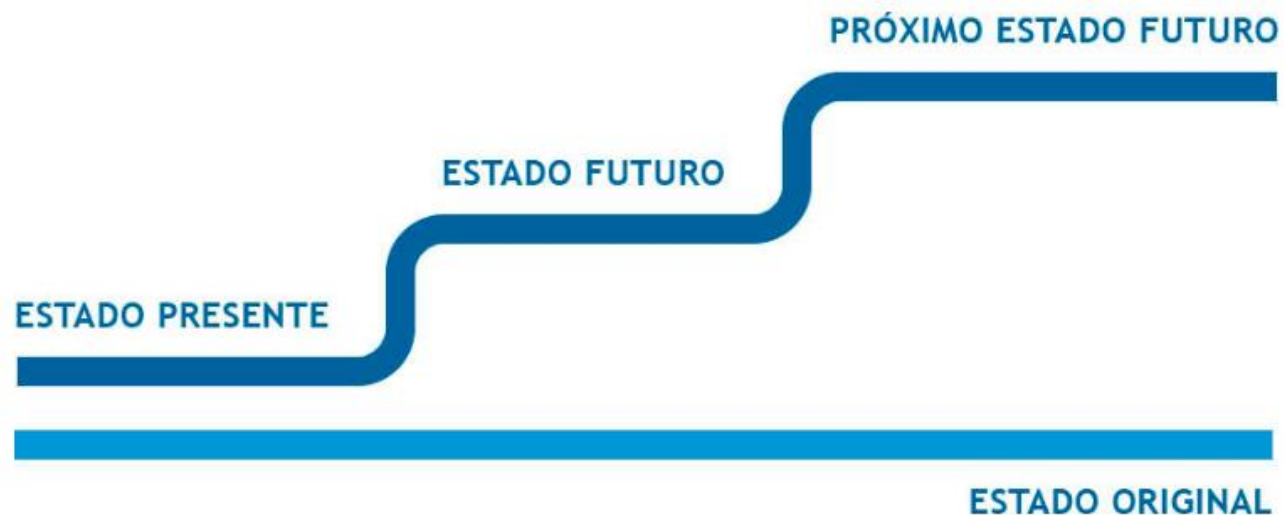 PRÓXIMO ESTADO FUTURO
ESTADO FUTURO
ESTADO PRESENTE
ESTADO ORIGINAL